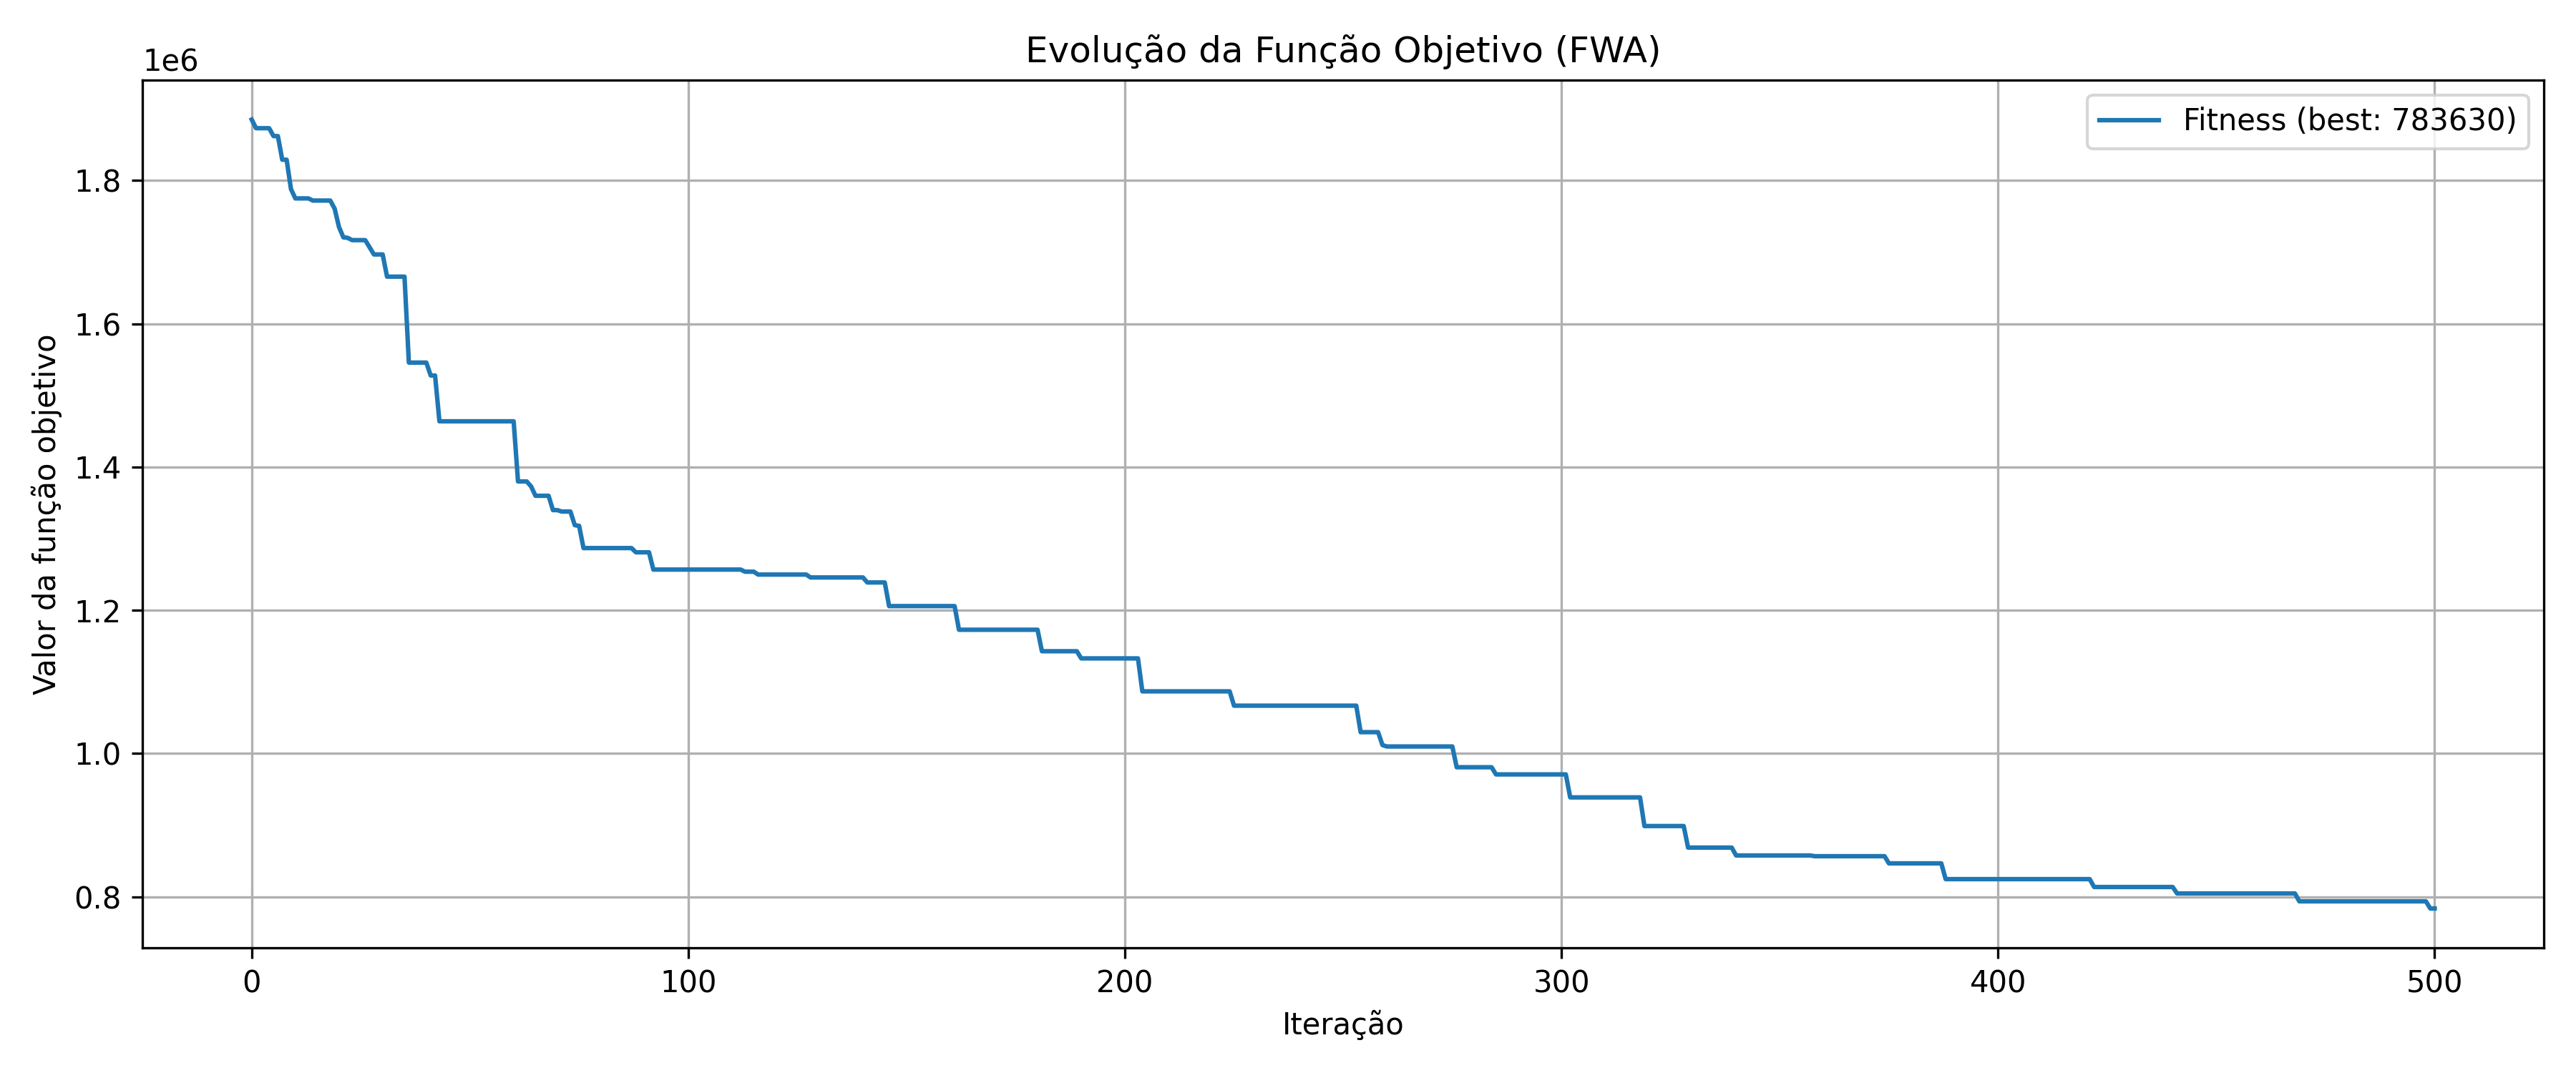 Evolução da Função Objetivo (FWA)
1e6
Fitness (best: 783630)
1.8
1.6
1.4
1.2
1.0
0.8
Valor da função objetivo
0 100 200 300 400 500
Iteração